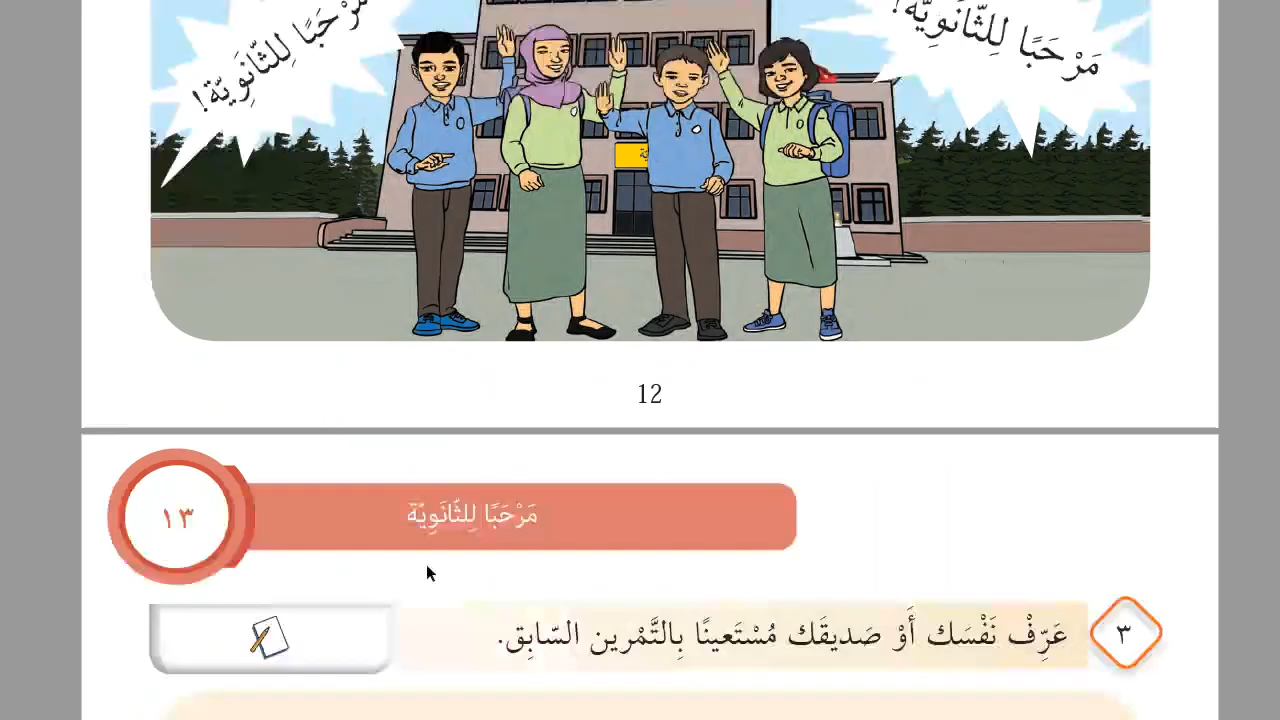 مَرْحَبًا لِلثّانَوِيّة!
مَرْحَبًا لِلثّانَوِيّة!
12
١٣
مَرْحَبًا لِلثّانَوِيّة
٣
عَرِّفْ نَفْسَك أَوْ صَديقَك مُسْتَعينًا بِالتَّمْرين السّابِق.